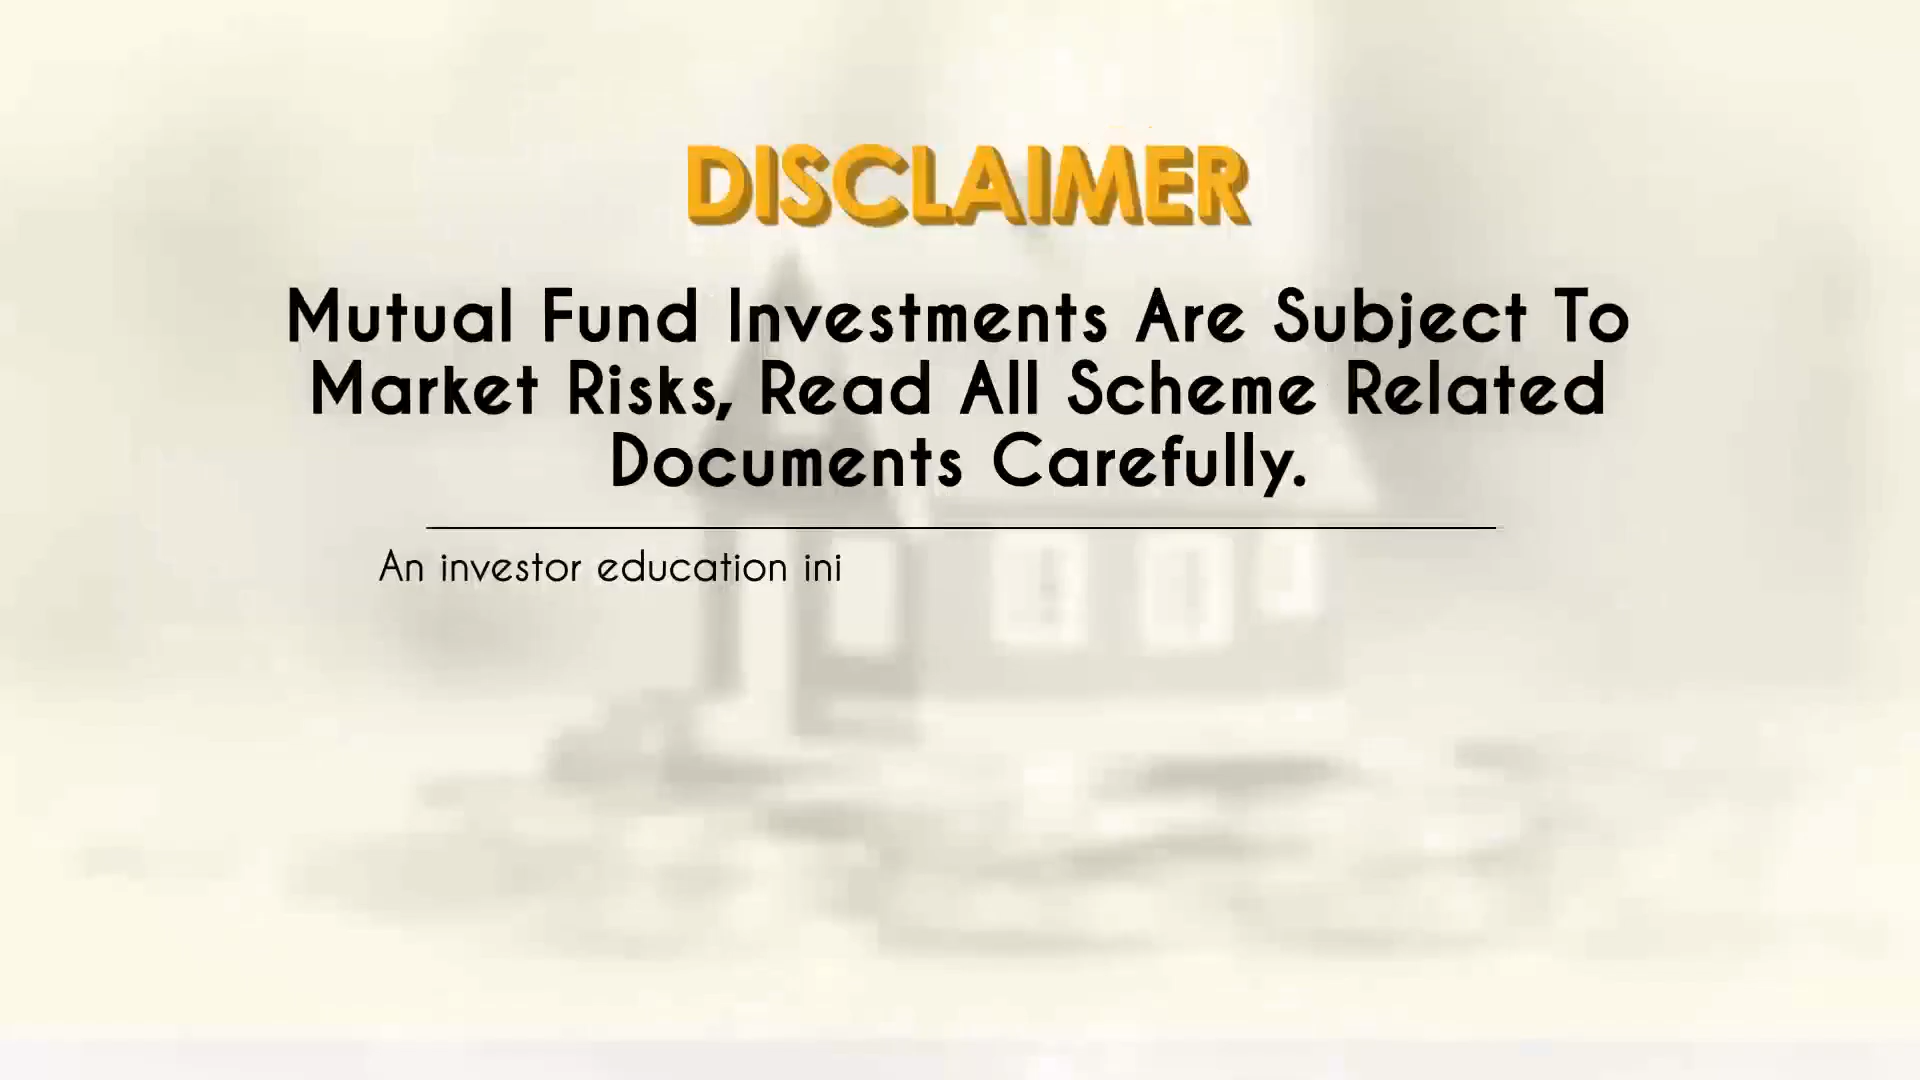 DISCLAIMER
Mutual Fund Investments Are Subject To
Market Risks, Read All Scheme Related
Documents Carefully.
An investor education ini